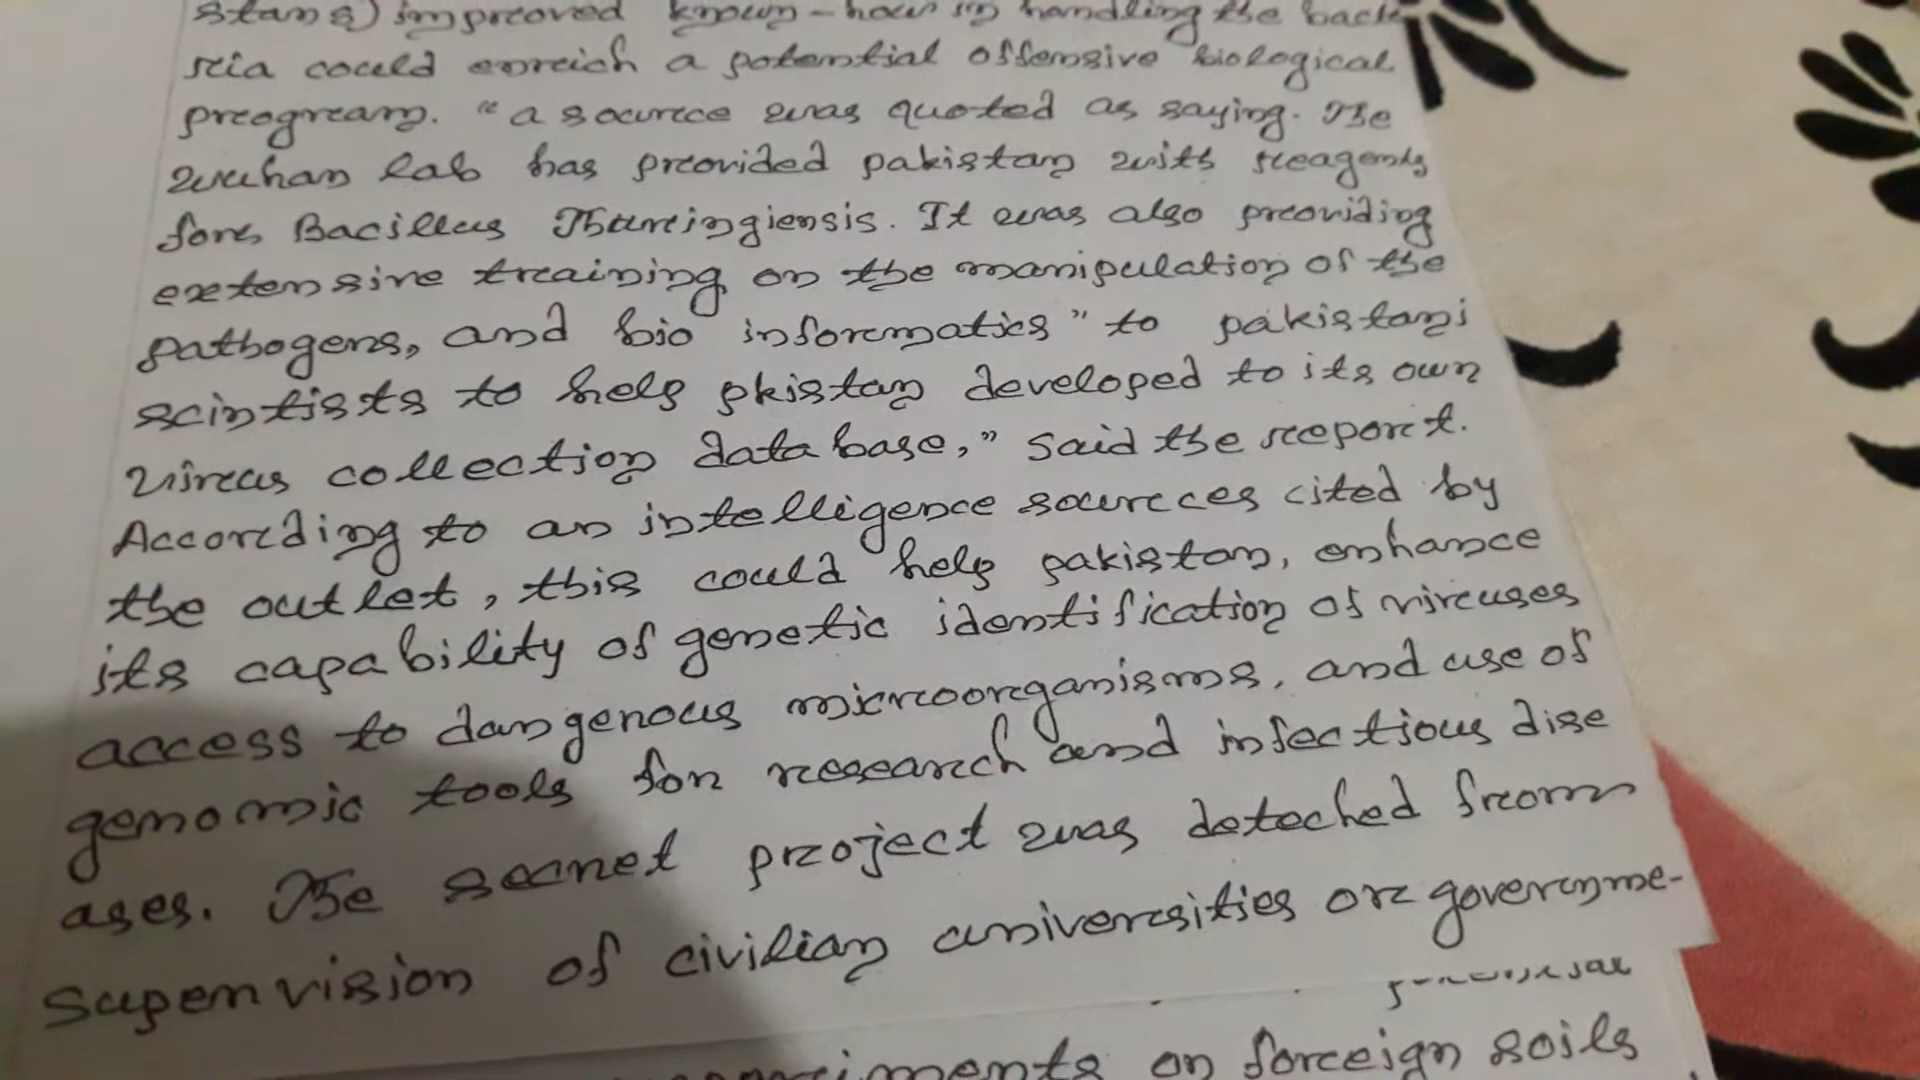 stan's) improved known-how in handling the bacte
ria could enreich a potential offensive biological
program. "a source was quoted as saying. The
wuhan lab has provided pakistan with reagents
for Bacillus Thuringiensis. It was also providing
extensive training on the manipulation of the
pathogens, and bio informatics" to pakistani
scintists to help pkistan developed to its own
virus collection data base," said the report.
According to an intelligence sources cited by
the outlet, this could help pakistan, enhance
its capability of genetic identification of viruses
access to dangenous microorganisms, and use of
genomic tools for research and infectious dise
ases. The secnet project was deteched from
Supervision of civilian universities or governme-
on foreign soils